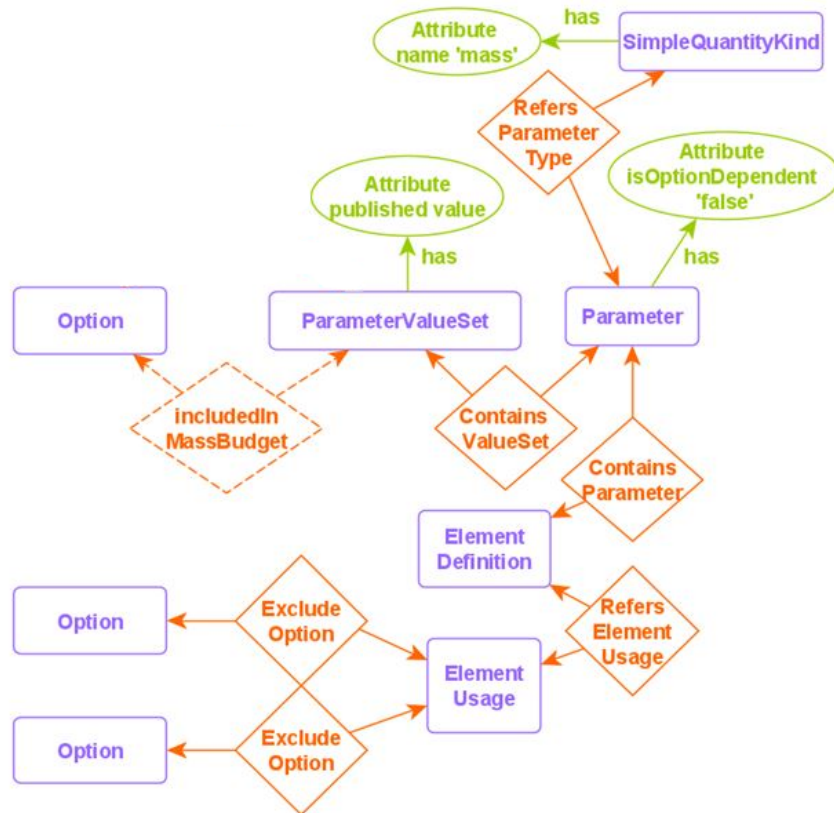 Attribute
name 'mass'
has
SimpleQuantityKind
Refers
Parameter
Type
Attribute
isOptionDependent
'false'
Attribute
published value
has
has
Option
ParameterValueSet
Parameter
includedIn
MassBudget
Contains
ValueSet
Contains
Parameter
Element
Definition
Option
Exclude
Option
Refers
Element
Usage
Element
Usage
Option
Exclude
Option